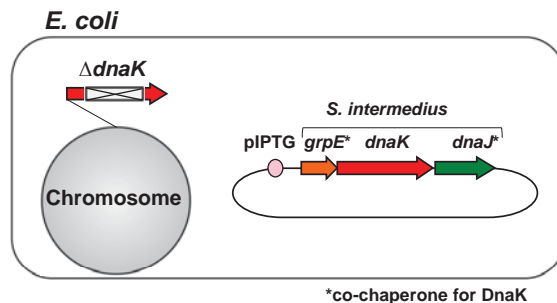 E. coli
ΔdnaK
S. intermedius
pIPTG grpE* dnaK dnaJ*
Chromosome
*co-chaperone for DnaK